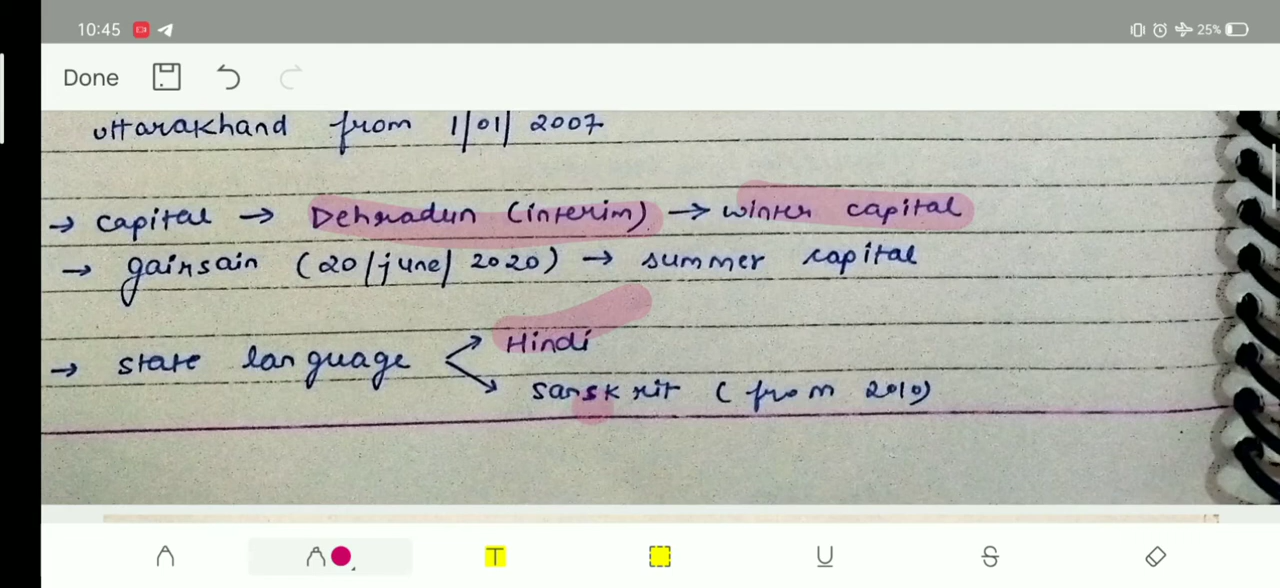 10:45
25%
Done
uttarakhand from 1/01/ 2007
→ capital → Dehradun (interim) → winter capital
→ gairsain (20/june/ 2020) → summer capital
→ state language < Hindi
Sanskrit (from 2010)
T
U
S